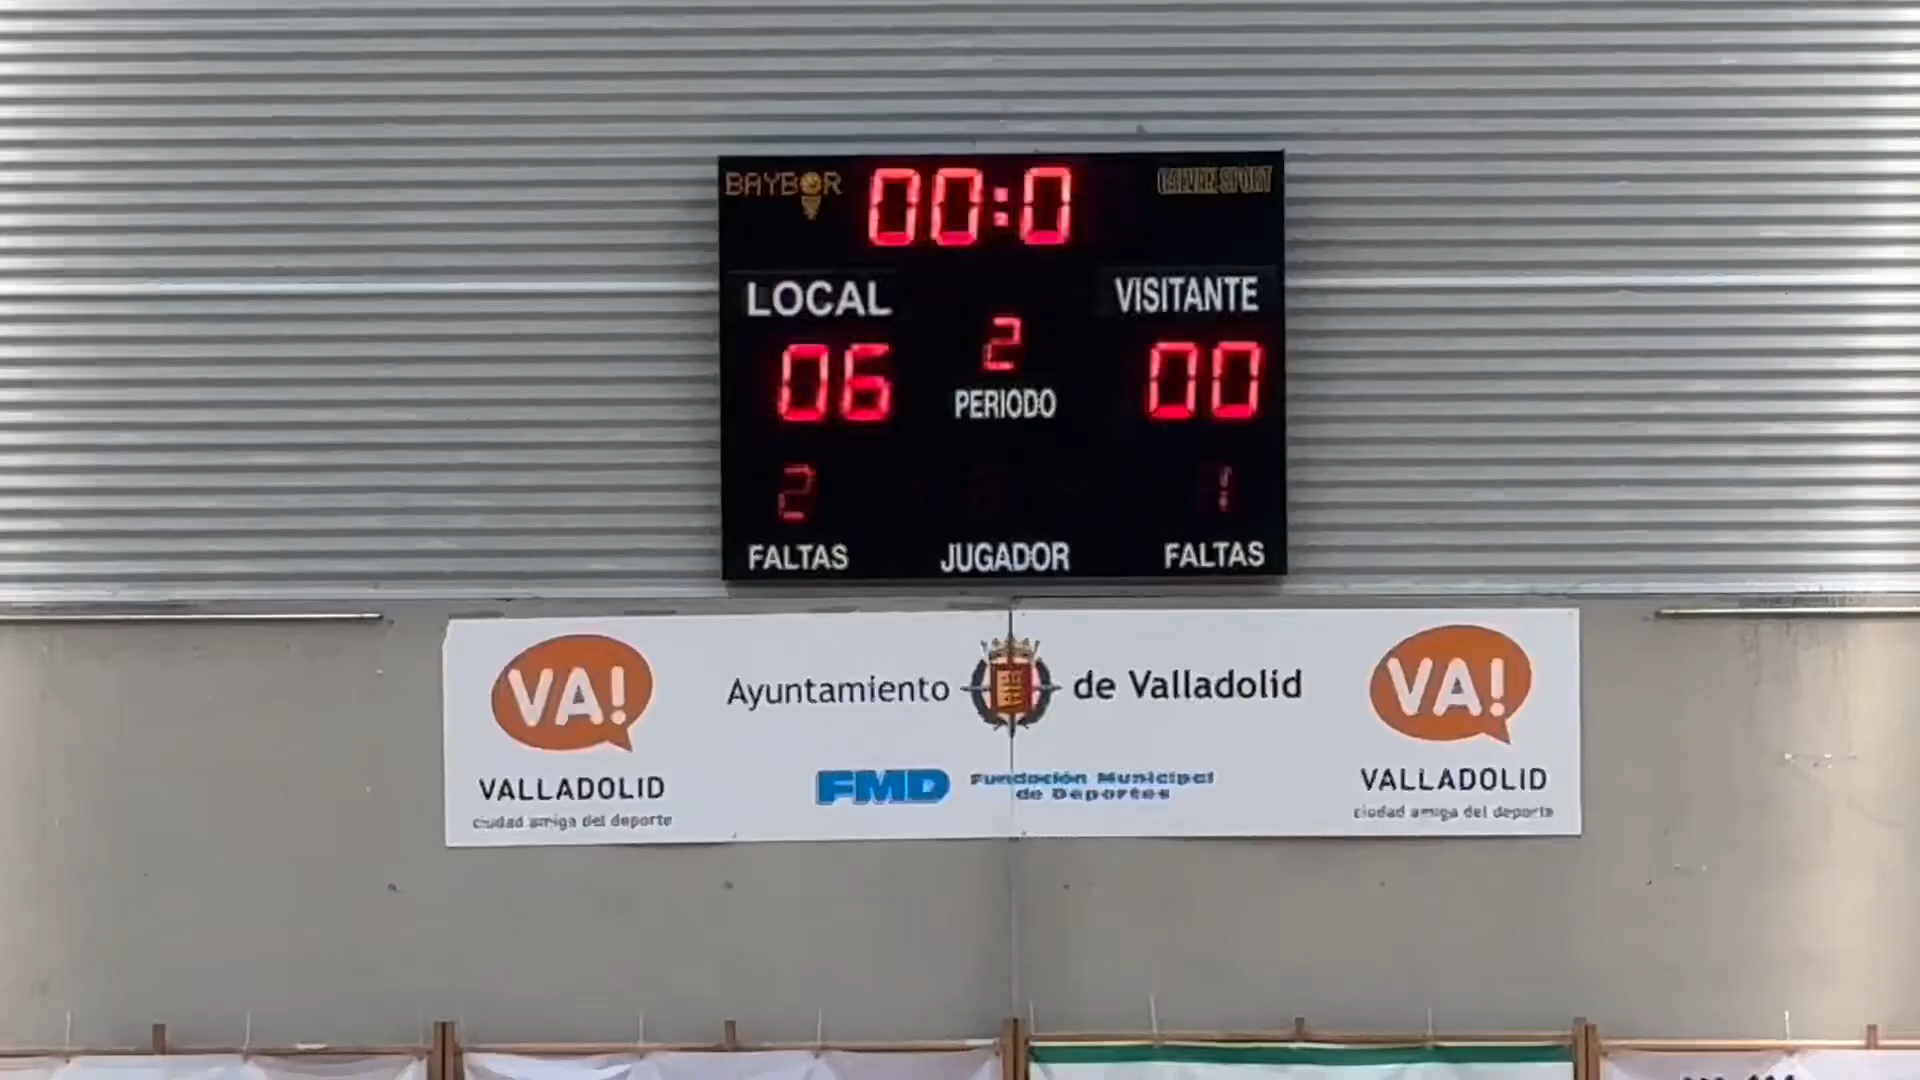 BAYBOR
00:0
LOCAL
VISITANTE
06
2
00
PERIODO
2
1
FALTAS
JUGADOR
FALTAS
VA!
Ayuntamiento de Valladolid
VA!
VALLADOLID
ciudad amiga del deporte
FMD Fundación Municipal
de Deportes
VALLADOLID
ciudad amiga del deporte